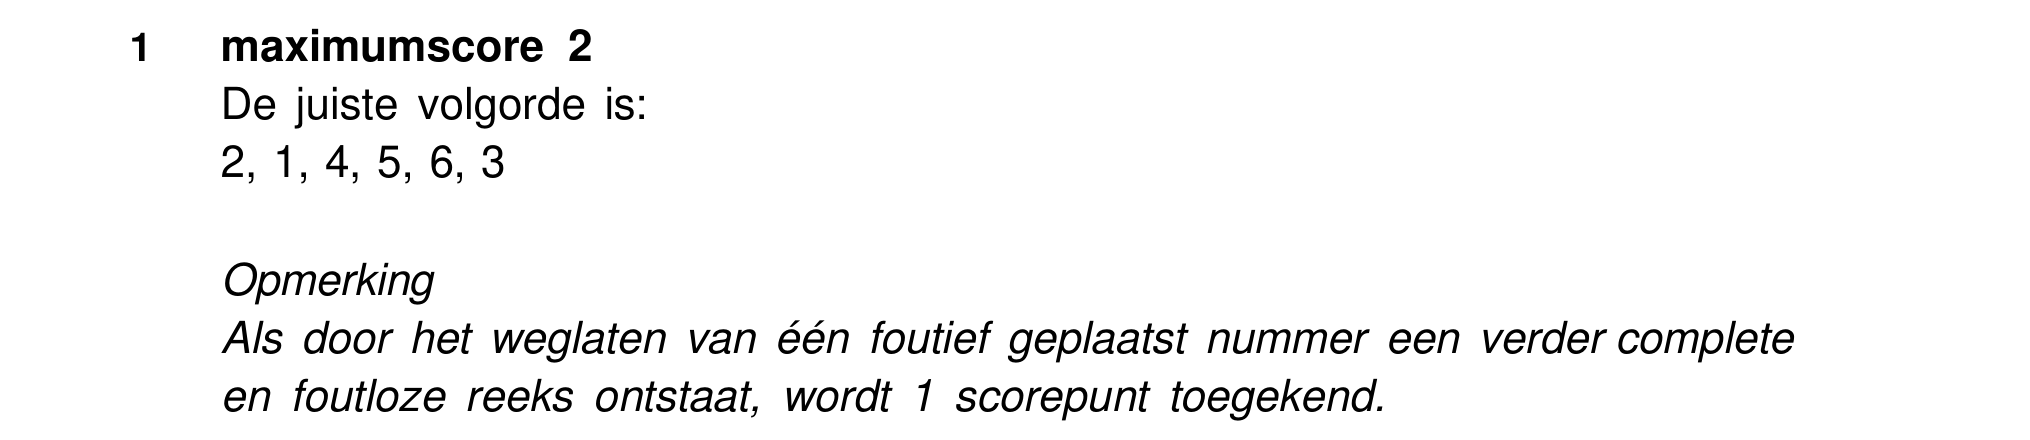 1 maximumscore 2
De juiste volgorde is:
2, 1, 4, 5, 6, 3
Opmerking
Als door het weglaten van één foutief geplaatst nummer een verder complete
en foutloze reeks ontstaat, wordt 1 scorepunt toegekend.